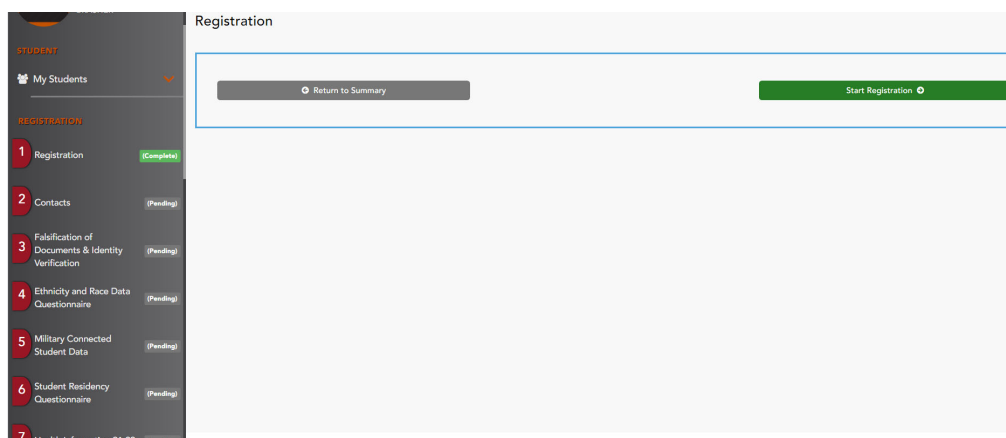 Registration
STUDENT
My Students
REGISTRATION
1 Registration (Complete)
2 Contacts (Pending)
3 Falsification of
Documents & Identity
Verification (Pending)
4 Ethnicity and Race Data
Questionnaire (Pending)
5 Military Connected
Student Data (Pending)
6 Student Residency
Questionnaire (Pending)
7
Return to Summary
Start Registration